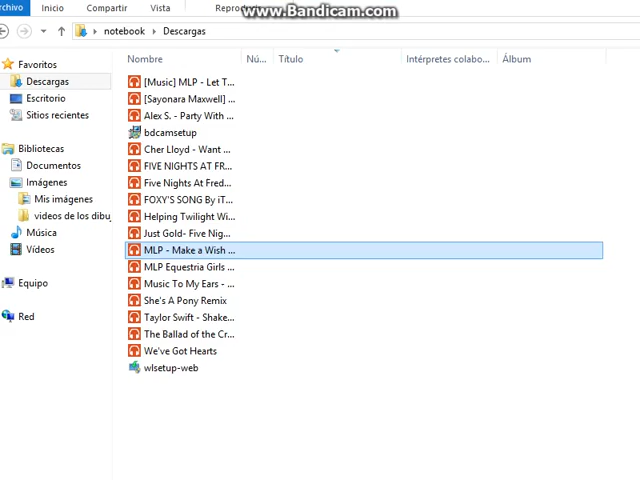 www.Bandicam.com
Archivo Inicio Compartir Vista Reprod
notebook Descargas
Nombre Nú... Título Intérpretes colabo... Álbum
Favoritos
Descargas
Escritorio
Sitios recientes
Bibliotecas
Documentos
Imágenes
Mis imágenes
videos de los dibuj
Música
Vídeos
Equipo
Red
[Music] MLP - Let T...
[Sayonara Maxwell] ...
Alex S. - Party With ...
bdcamsetup
Cher Lloyd - Want ...
FIVE NIGHTS AT FR...
Five Nights At Fred...
FOXY'S SONG By iT...
Helping Twilight Wi...
Just Gold- Five Nig...
MLP - Make a Wish ...
MLP Equestria Girls ...
Music To My Ears - ...
She's A Pony Remix
Taylor Swift - Shake...
The Ballad of the Cr...
We've Got Hearts
wlsetup-web